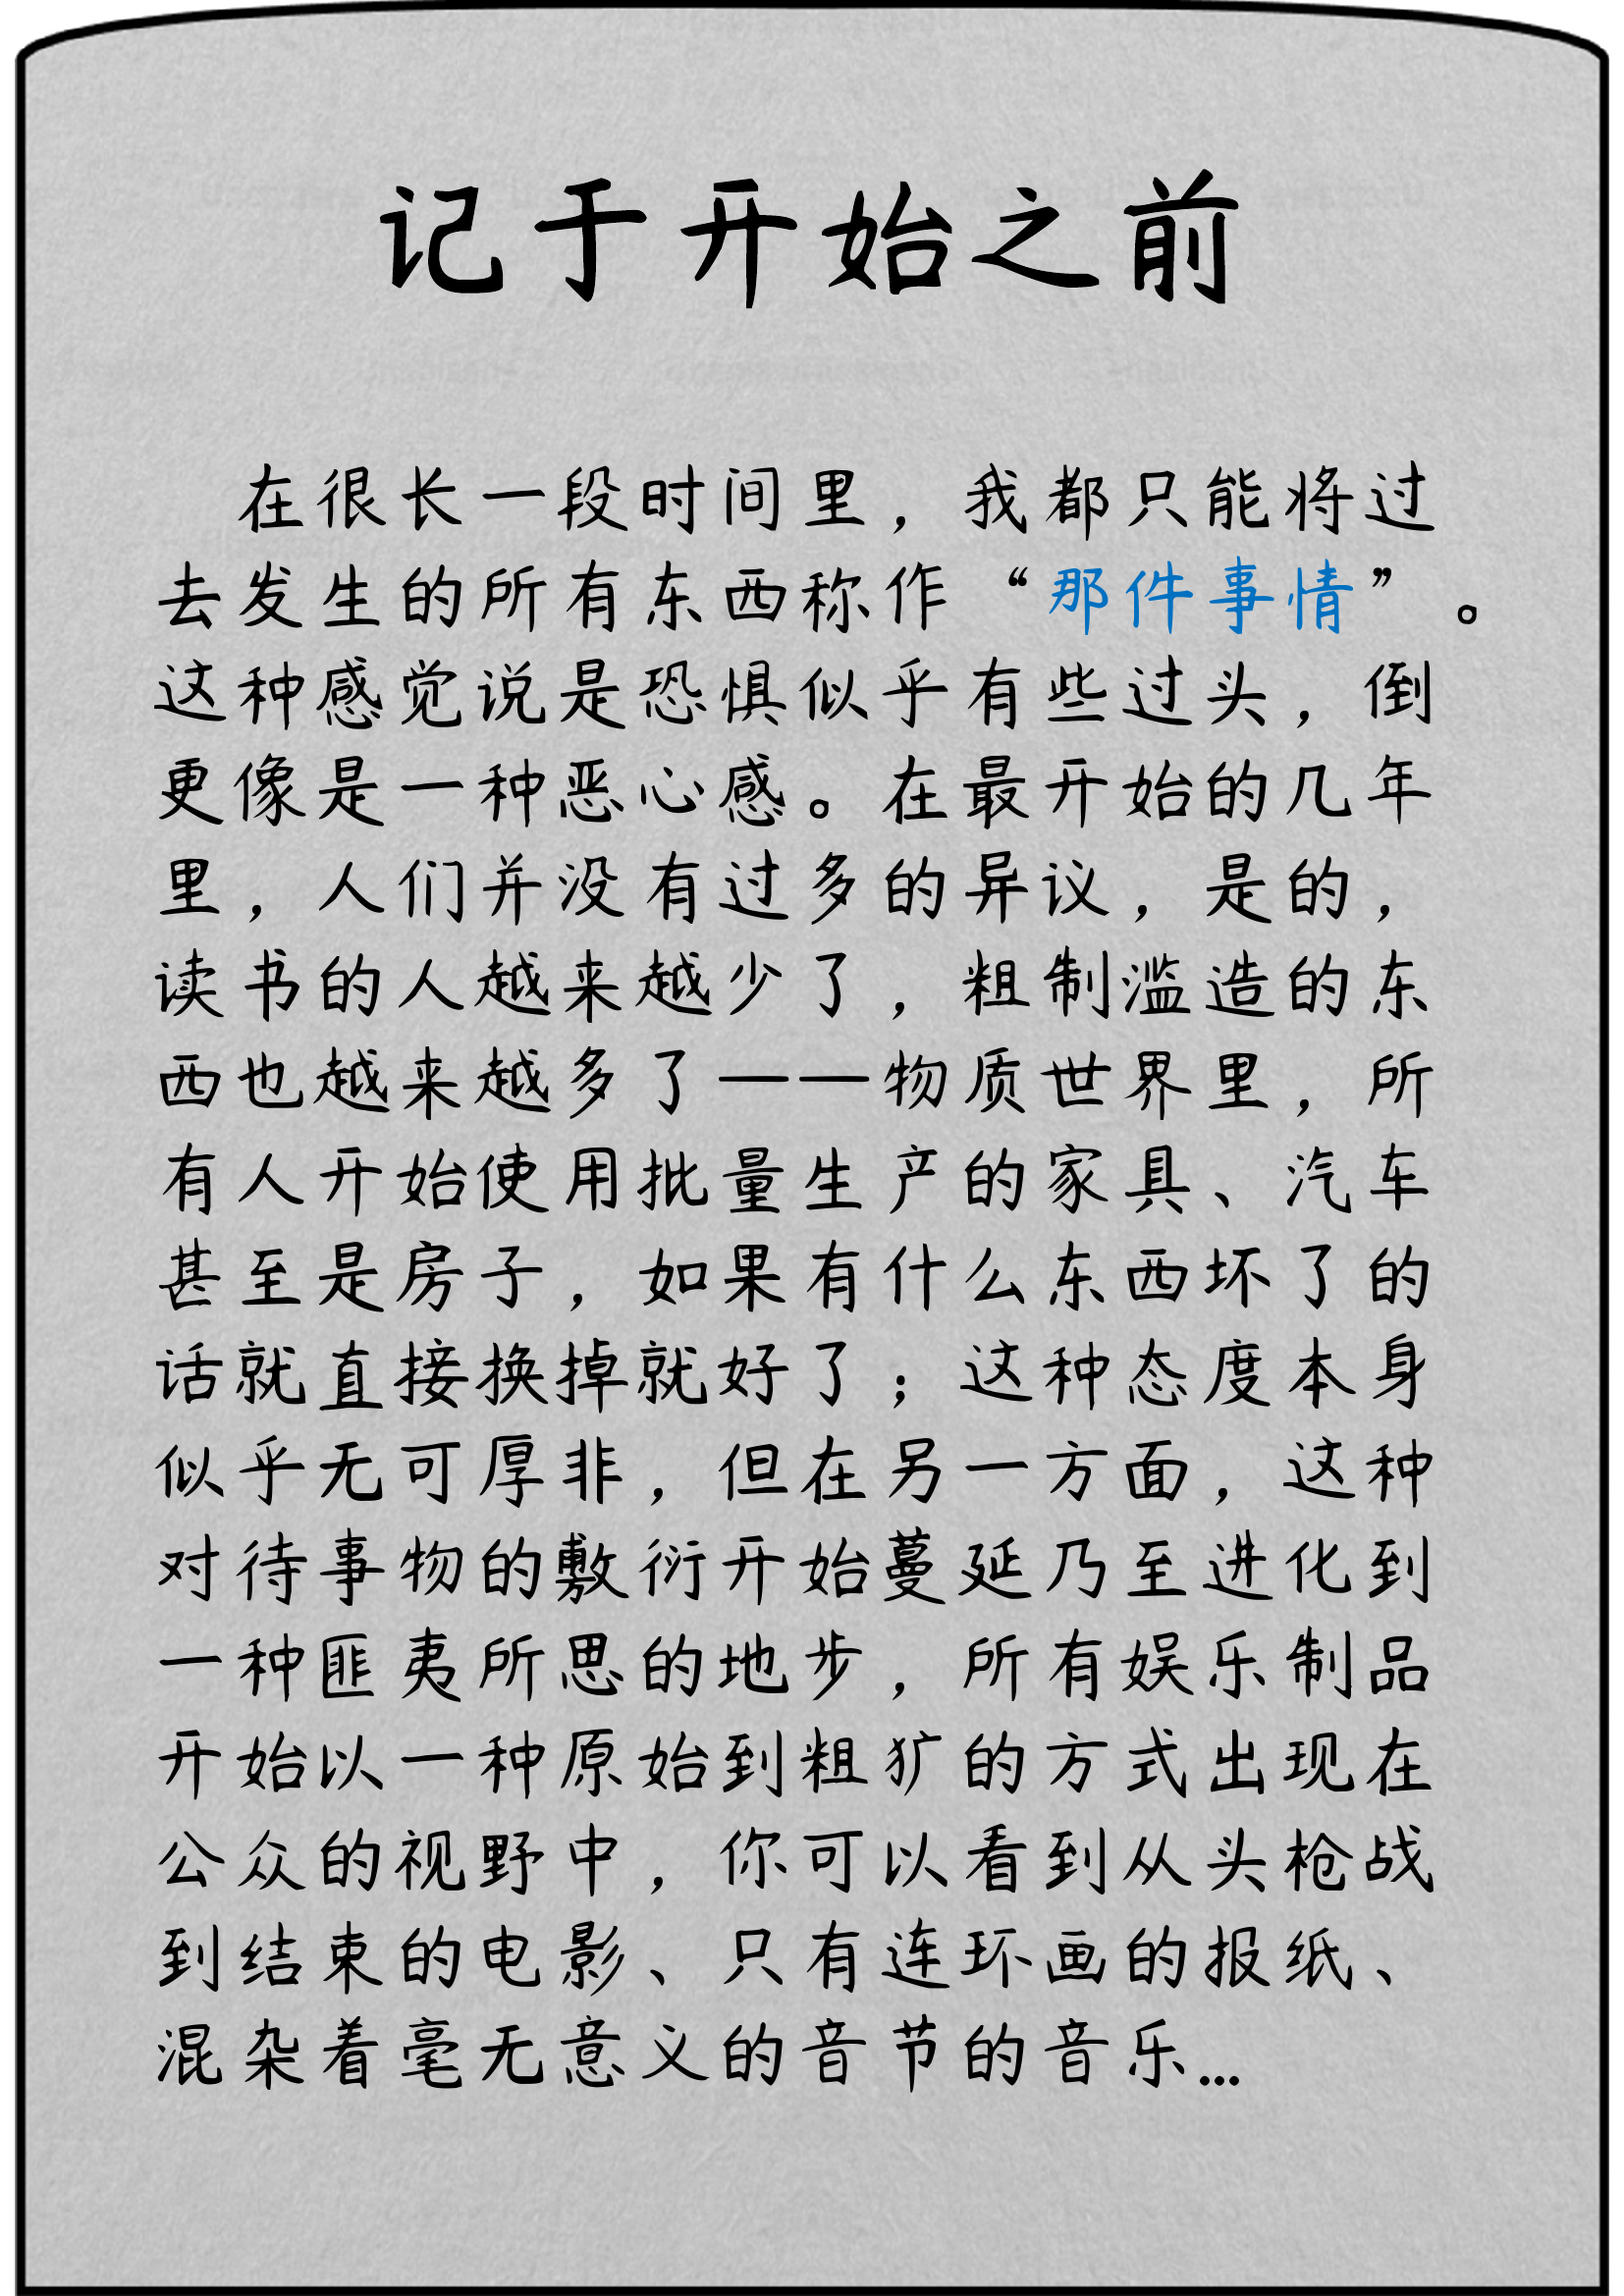 记于开始之前
在很长一段时间里，我都只能将过
去发生的所有东西称作“那件事情”。
这种感觉说是恐惧似乎有些过头，倒
更像是一种恶心感。在最开始的几年
里，人们并没有过多的异议，是的，
读书的人越来越少了，粗制滥造的东
西也越来越多了——物质世界里，所
有人开始使用批量生产的家具、汽车
甚至是房子，如果有什么东西坏了的
话就直接换掉就好了；这种态度本身
似乎无可厚非，但在另一方面，这种
对待事物的敷衍开始蔓延乃至进化到
一种匪夷所思的地步，所有娱乐制品
开始以一种原始到粗犷的方式出现在
公众的视野中，你可以看到从头枪战
到结束的电影、只有连环画的报纸、
混杂着毫无意义的音节的音乐…